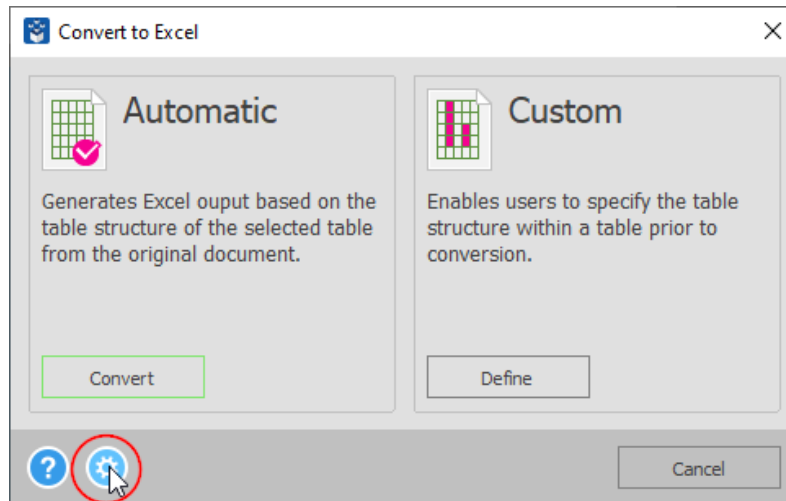 Convert to Excel
Automatic
Generates Excel ouput based on the
table structure of the selected table
from the original document.
Convert
Custom
Enables users to specify the table
structure within a table prior to
conversion.
Define
?
Cancel